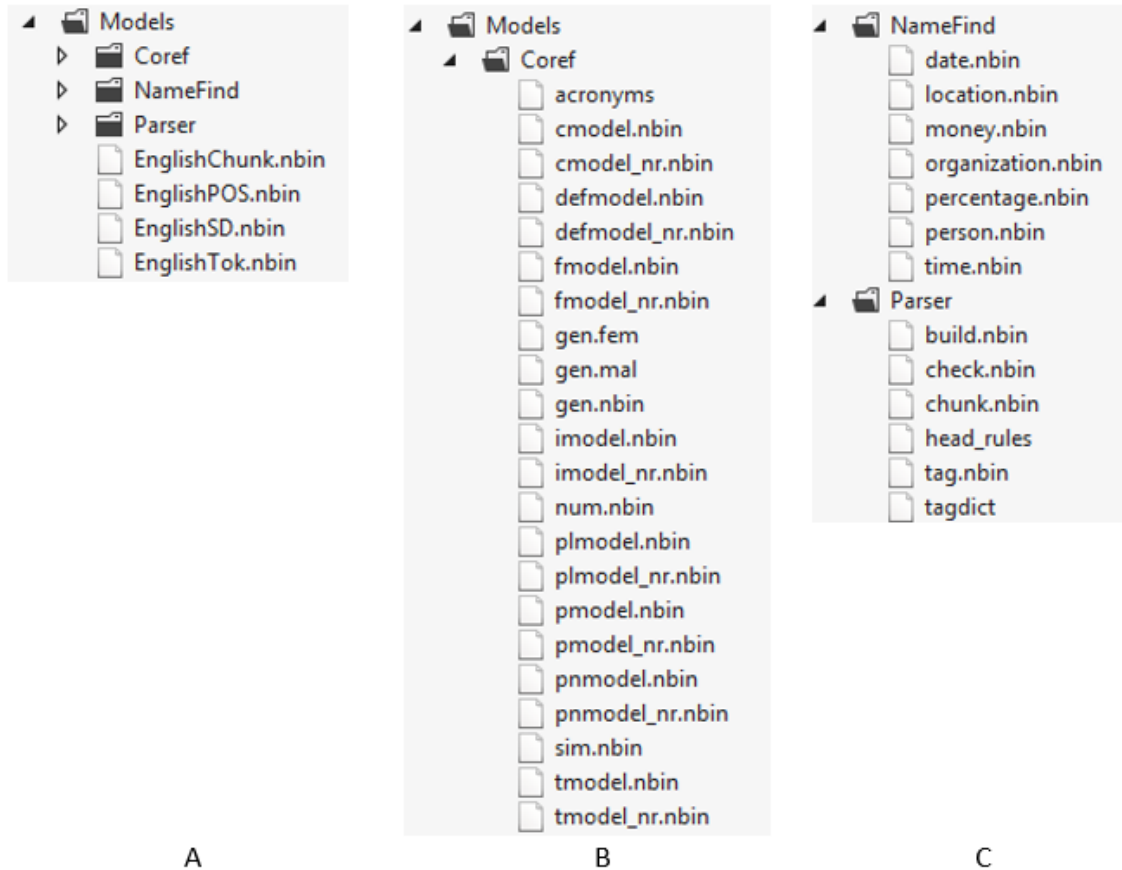 Models
Coref
NameFind
Parser
EnglishChunk.nbin
EnglishPOS.nbin
EnglishSD.nbin
EnglishTok.nbin
A
Models
Coref
acronyms
cmodel.nbin
cmodel_nr.nbin
defmodel.nbin
defmodel_nr.nbin
fmodel.nbin
fmodel_nr.nbin
gen.fem
gen.mal
gen.nbin
imodel.nbin
imodel_nr.nbin
num.nbin
plmodel.nbin
plmodel_nr.nbin
pmodel.nbin
pmodel_nr.nbin
pnmodel.nbin
pnmodel_nr.nbin
sim.nbin
tmodel.nbin
tmodel_nr.nbin
B
NameFind
date.nbin
location.nbin
money.nbin
organization.nbin
percentage.nbin
person.nbin
time.nbin
Parser
build.nbin
check.nbin
chunk.nbin
head_rules
tag.nbin
tagdict
C